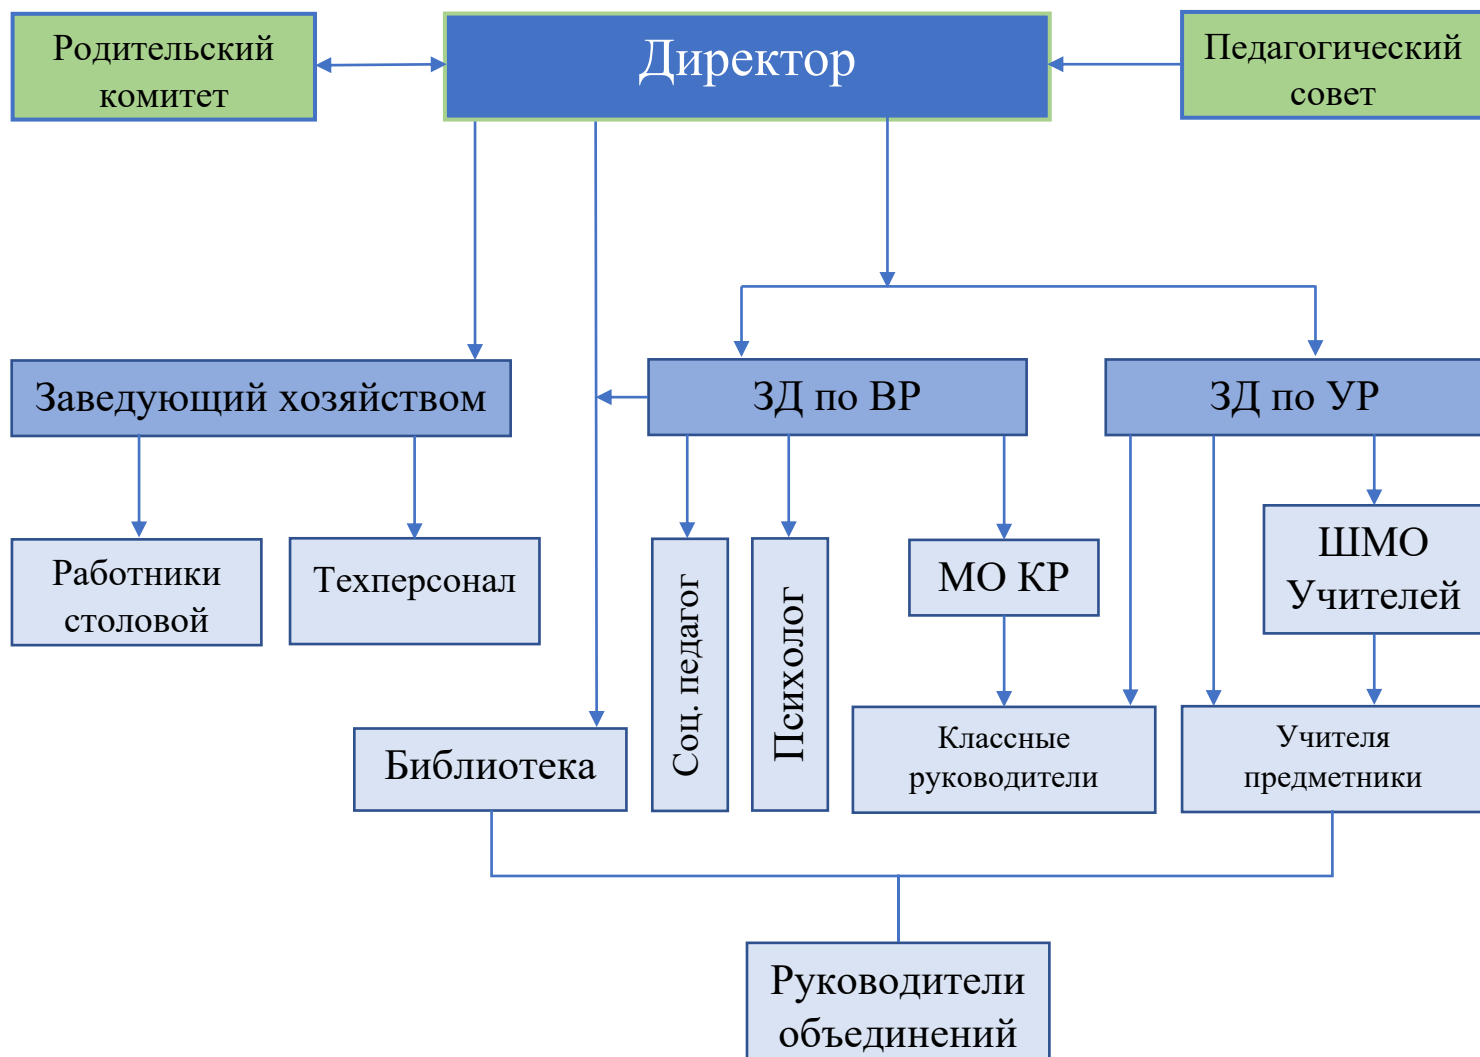 Родительский
комитет
Директор
Педагогический
совет
Заведующий хозяйством
ЗД по ВР
ЗД по УР
Работники
столовой
Техперсонал
Соц. педагог
Психолог
МО КР
ШМО
Учителей
Библиотека
Классные
руководители
Учителя
предметники
Руководители
объединений